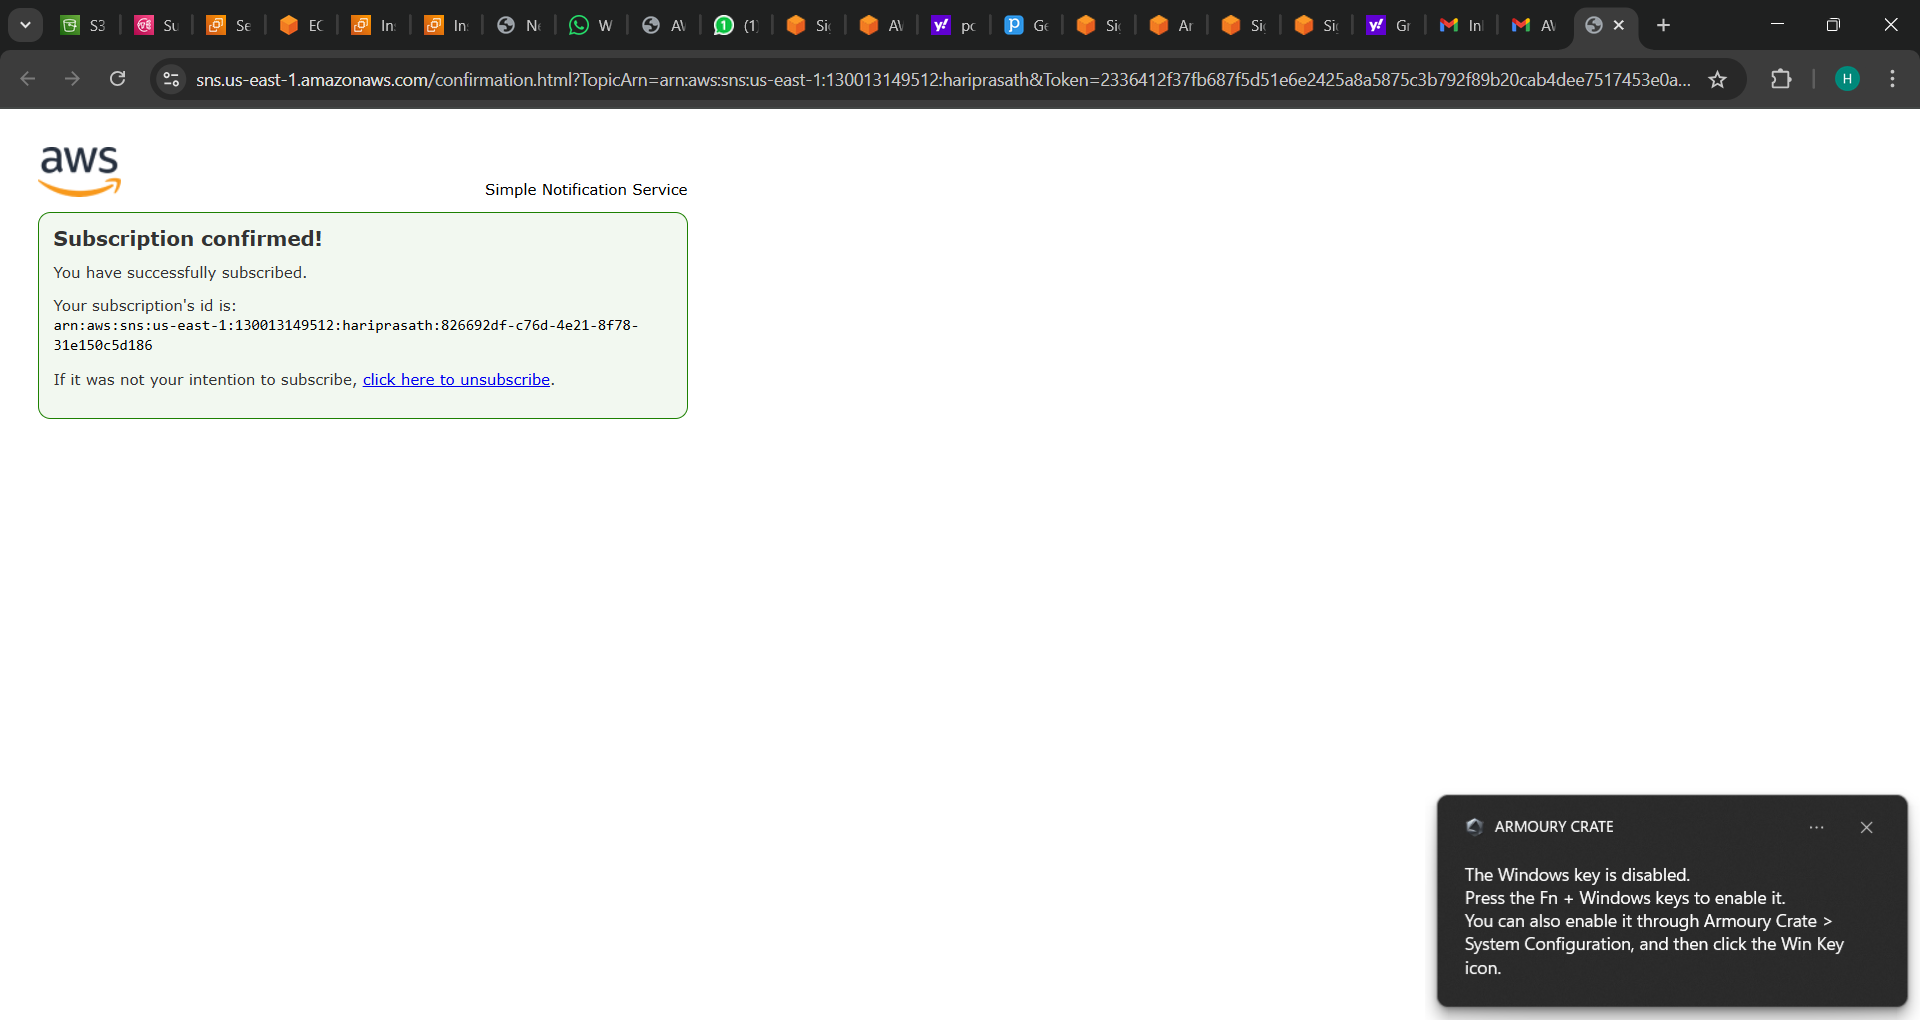 S3
Su
Se
EC
In
In
Ne
W
AV
1 (1)
Sig
AV
pc
Ge
Sig
Ar
Sig
Sig
Gr
In
AV
sns.us-east-1.amazonaws.com/confirmation.html?TopicArn=arn:aws:sns:us-east-1:130013149512:hariprasath&Token=2336412f37fb687f5d51e6e2425a8a5875c3b792f89b20cab4dee7517453e0a...
H
aws
Simple Notification Service
Subscription confirmed!
You have successfully subscribed.
Your subscription's id is:
arn:aws:sns:us-east-1:130013149512:hariprasath:826692df-c76d-4e21-8f78-
31e150c5d186
If it was not your intention to subscribe, click here to unsubscribe.
ARMOURY CRATE
The Windows key is disabled.
Press the Fn + Windows keys to enable it.
You can also enable it through Armoury Crate >
System Configuration, and then click the Win Key
icon.